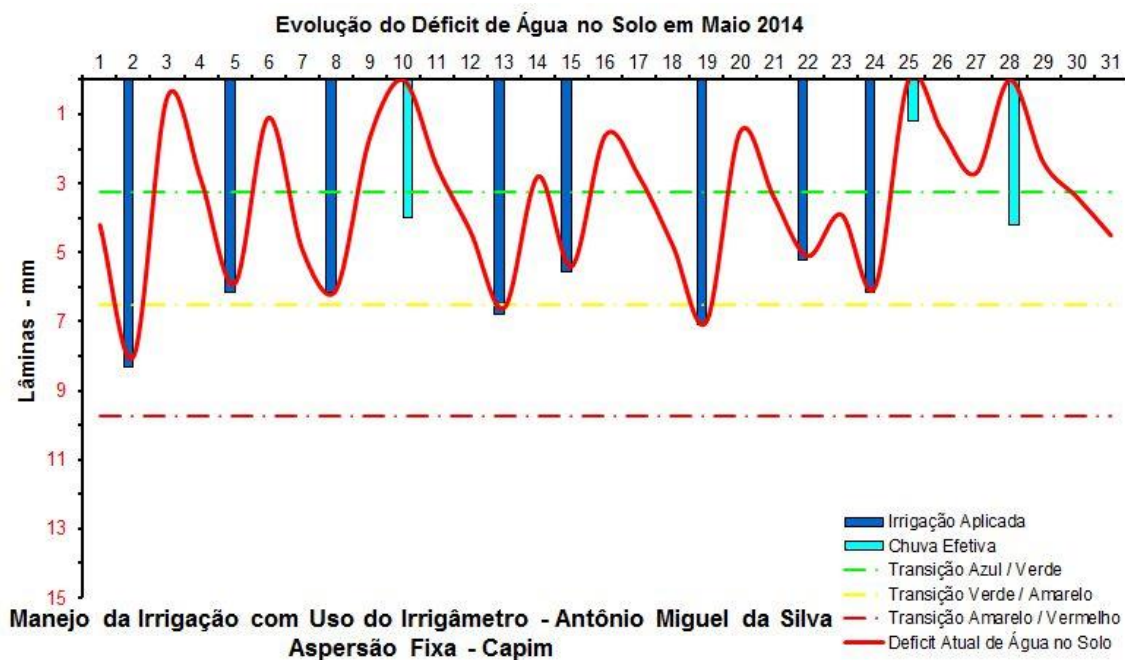 Evolução do Déficit de Água no Solo em Maio 2014
1 2 3 4 5 6 7 8 9 10 11 12 13 14 15 16 17 18 19 20 21 22 23 24 25 26 27 28 29 30 31
Lâminas - mm
1
3
5
7
9
11
13
15
Irrigação Aplicada
Chuva Efetiva
Transição Azul / Verde
Transição Verde / Amarelo
Transição Amarelo / Vermelho
Deficit Atual de Água no Solo
Manejo da Irrigação com Uso do Irrigâmetro - Antônio Miguel da Silva
Aspersão Fixa - Capim